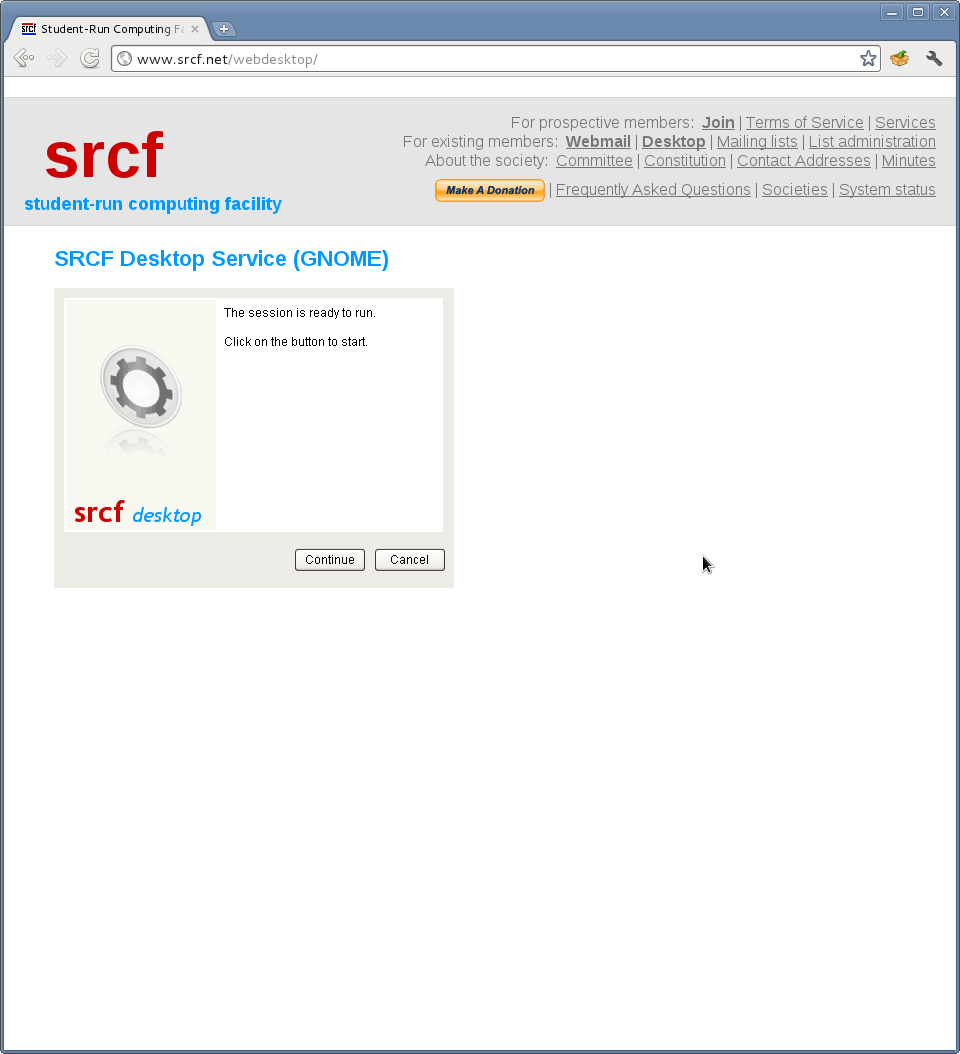 srcf Student-Run Computing Fa
www.srcf.net/webdesktop/
srcf
student-run computing facility
For prospective members: Join | Terms of Service | Services
For existing members: Webmail | Desktop | Mailing lists | List administration
About the society: Committee | Constitution | Contact Addresses | Minutes
Make A Donation | Frequently Asked Questions | Societies | System status
SRCF Desktop Service (GNOME)
The session is ready to run.
Click on the button to start.
srcf desktop
Continue Cancel